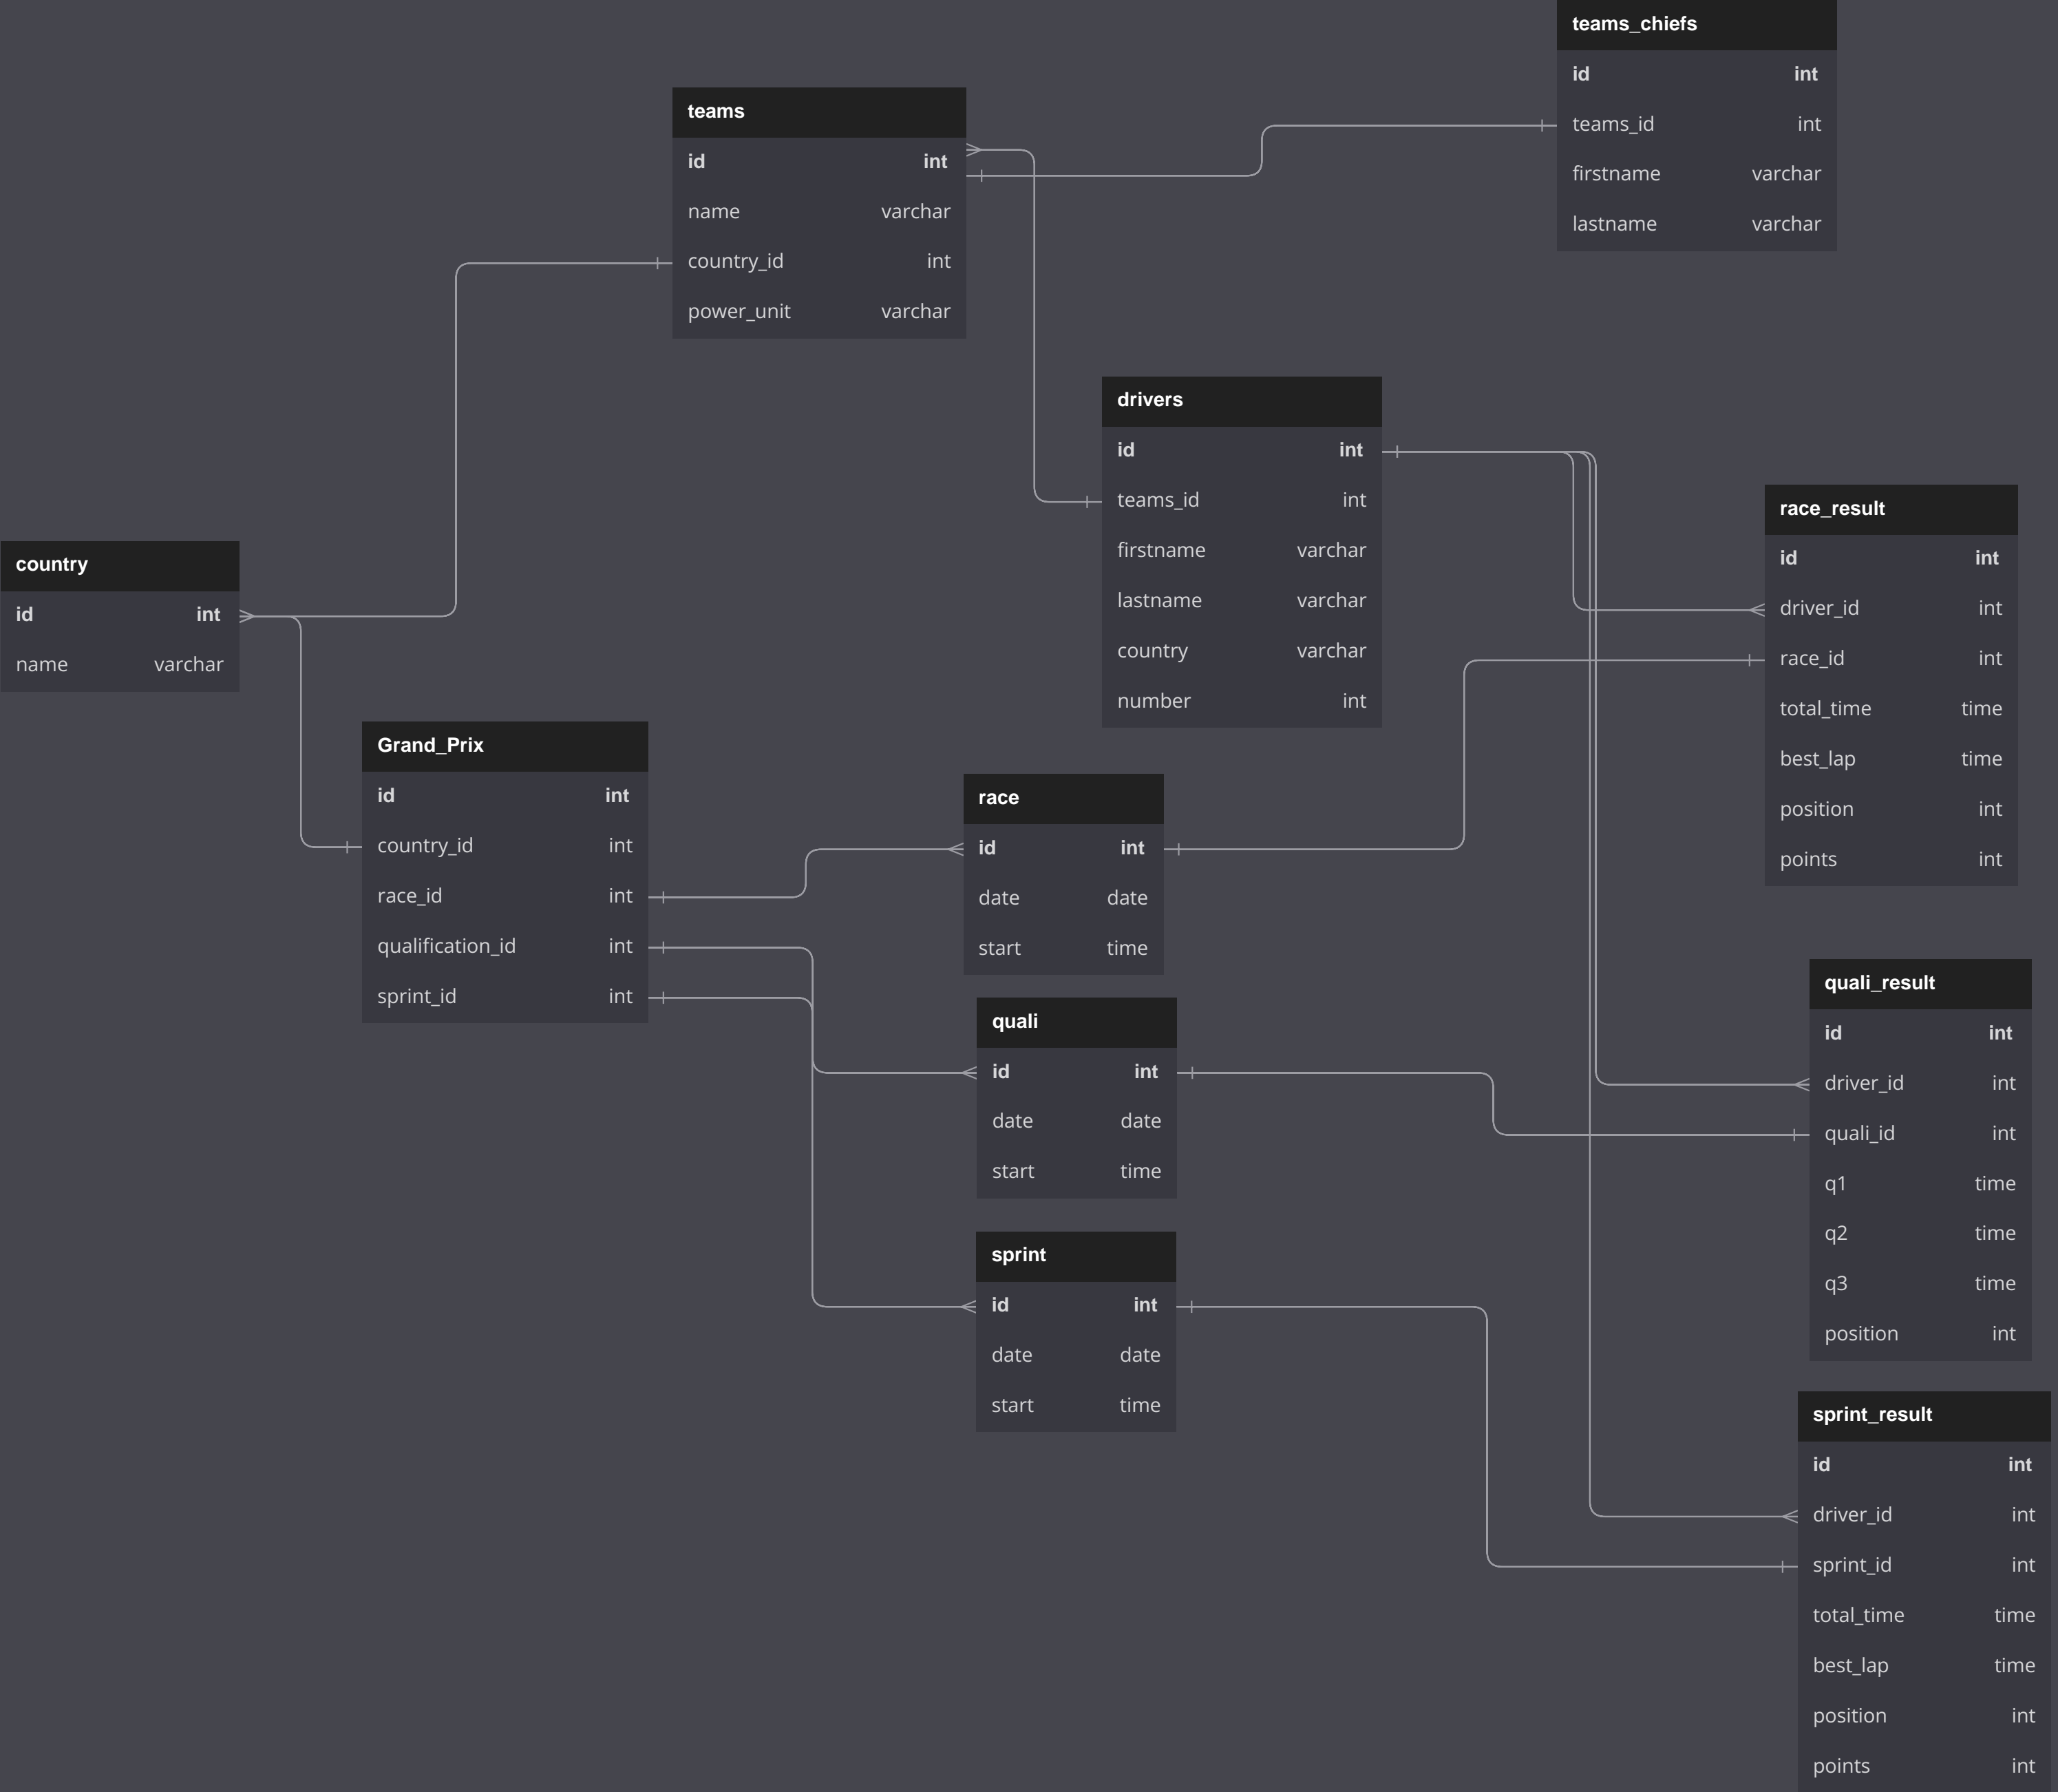 teams_chiefs
id int
teams_id int
firstname varchar
lastname varchar
teams
id int
name varchar
country_id int
power_unit varchar
drivers
id int
teams_id int
firstname varchar
lastname varchar
country varchar
number int
race_result
id int
driver_id int
race_id int
total_time time
best_lap time
position int
points int
country
id int
name varchar
Grand_Prix
id int
country_id int
race_id int
qualification_id int
sprint_id int
race
id int
date date
start time
quali
id int
date date
start time
quali_result
id int
driver_id int
quali_id int
q1 time
q2 time
q3 time
position int
sprint
id int
date date
start time
sprint_result
id int
driver_id int
sprint_id int
total_time time
best_lap time
position int
points int